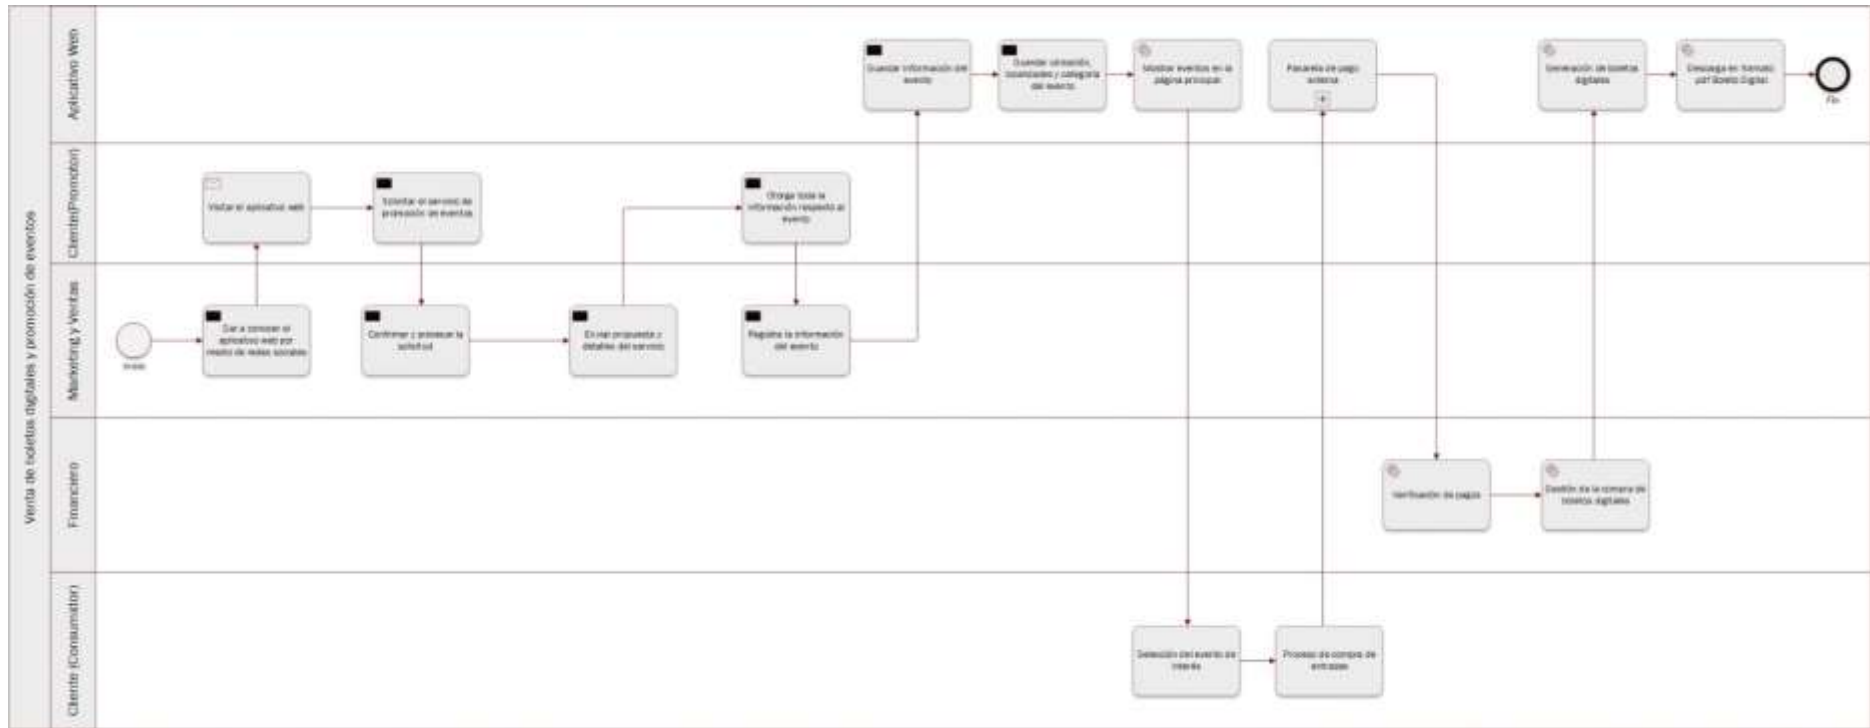 Venta de boletos digitales y promoción de eventos
Aplicativo Web
Guardar información del
evento
Guardar ubicación,
localidades y categoría
del evento
Mostrar eventos en la
página principal
Pasarela de pago
externa
Generación de boletos
digitales
Descarga en formato
pdf Boleto Digital
Fin
Cliente(Promotor)
Visitar el aplicativo web
Solicitar el servicio de
promoción de eventos
Otorga toda la
información respecto al
evento
Marketing y Ventas
Inicio
Dar a conocer el
aplicativo web por
medio de redes sociales
Confirmar y procesar la
solicitud
Enviar propuesta y
detalles del servicio
Registra la información
del evento
Financiero
Verificación de pagos
Gestión de la compra de
boletos digitales
Cliente (Consumidor)
Selección del evento de
interés
Proceso de compra de
entradas